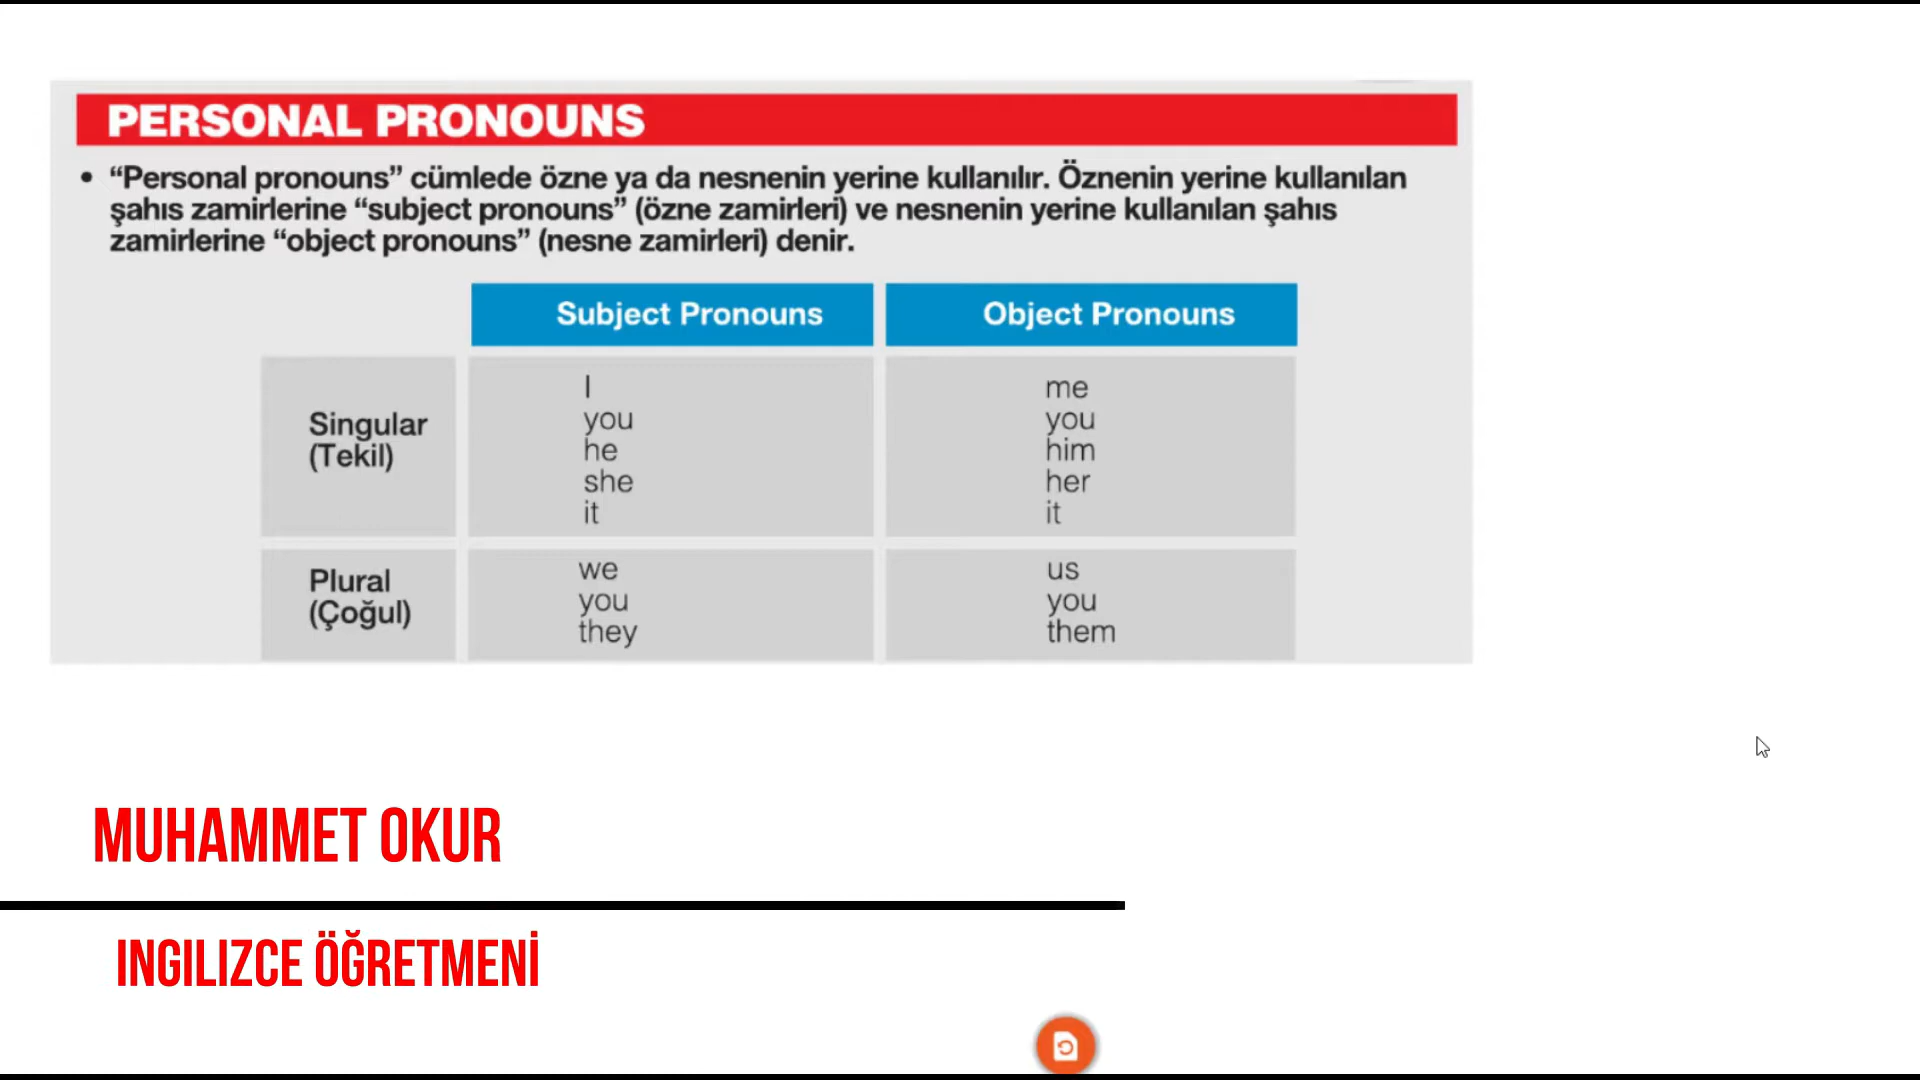 PERSONAL PRONOUNS
• “Personal pronouns” cümlede özne ya da nesnenin yerine kullanılır. Öznenin yerine kullanılan
şahıs zamirlerine “subject pronouns” (özne zamirleri) ve nesnenin yerine kullanılan şahıs
zamirlerine “object pronouns” (nesne zamirleri) denir.
Subject Pronouns Object Pronouns
Singular
(Tekil)
I me
you you
he him
she her
it it
Plural
(Çoğul)
we us
you you
they them
MUHAMMET OKUR
INGILIZCE ÖĞRETMENİ